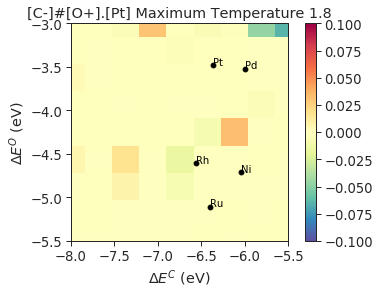 [C-]#[O+].[Pt] Maximum Temperature 1.8
−3.0
−3.5
−4.0
−4.5
−5.0
−5.5
ΔE^O (eV)
Pt
Pd
Rh
Ni
Ru
−8.0 −7.5 −7.0 −6.5 −6.0 −5.5
ΔE^C (eV)
0.100
0.075
0.050
0.025
0.000
−0.025
−0.050
−0.075
−0.100